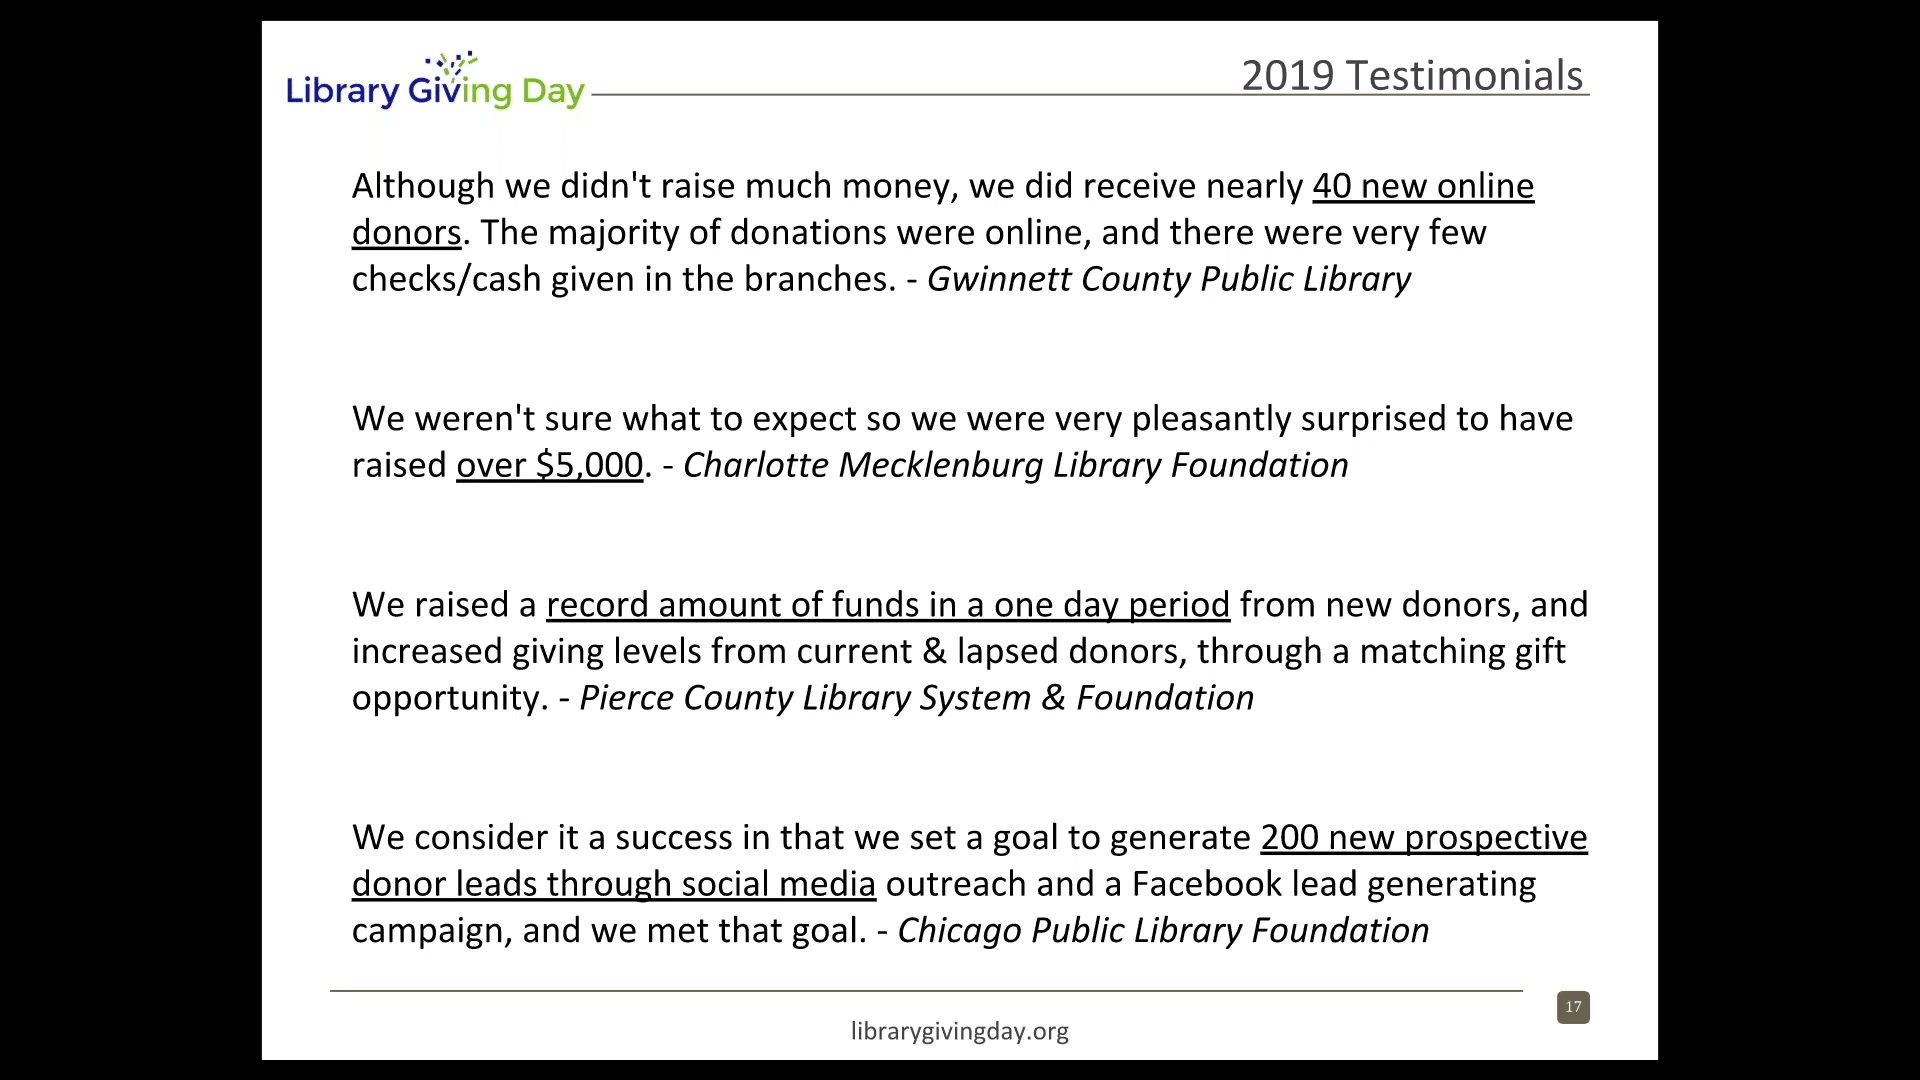 Library Giving Day
2019 Testimonials
Although we didn't raise much money, we did receive nearly 40 new online
donors. The majority of donations were online, and there were very few
checks/cash given in the branches. - Gwinnett County Public Library
We weren't sure what to expect so we were very pleasantly surprised to have
raised over $5,000. - Charlotte Mecklenburg Library Foundation
We raised a record amount of funds in a one day period from new donors, and
increased giving levels from current & lapsed donors, through a matching gift
opportunity. - Pierce County Library System & Foundation
We consider it a success in that we set a goal to generate 200 new prospective
donor leads through social media outreach and a Facebook lead generating
campaign, and we met that goal. - Chicago Public Library Foundation
17
librarygivingday.org